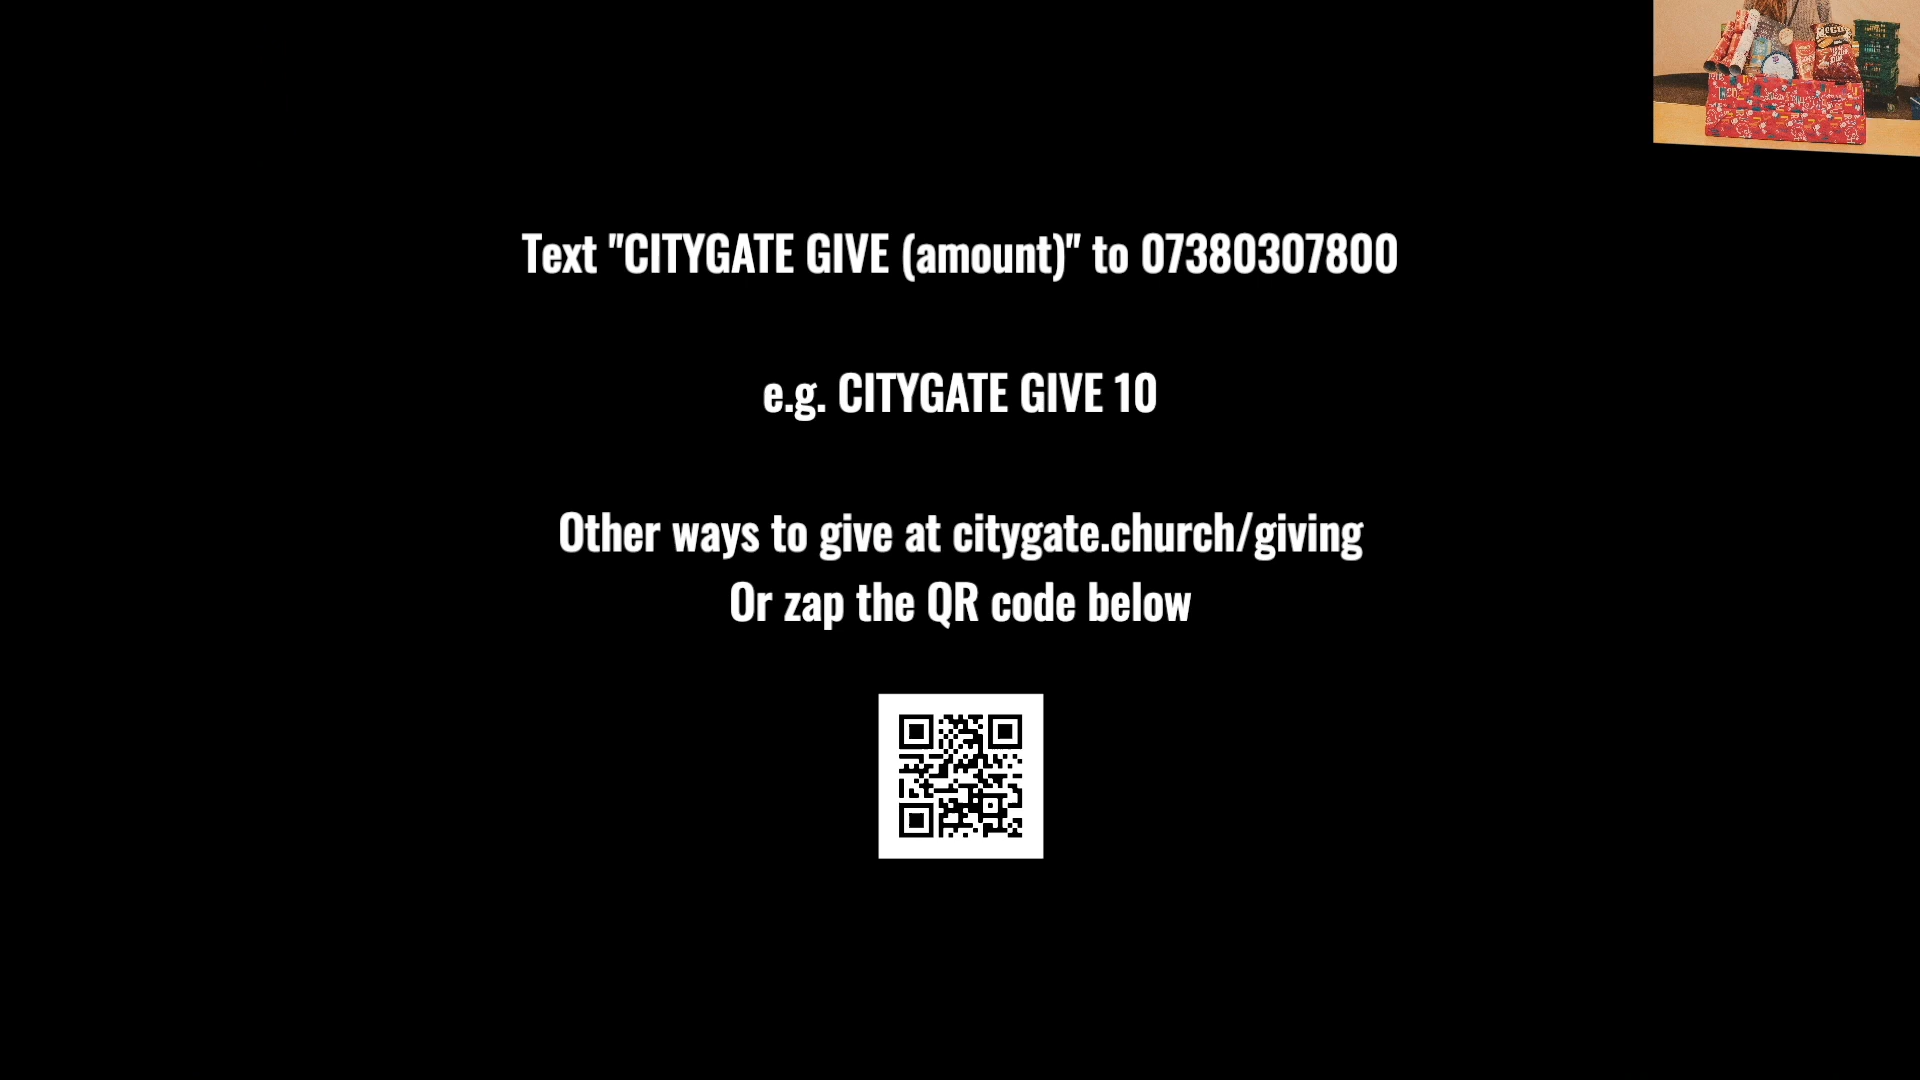 Text "CITYGATE GIVE (amount)" to 07380307800
e.g. CITYGATE GIVE 10
Other ways to give at citygate.church/giving
Or zap the QR code below